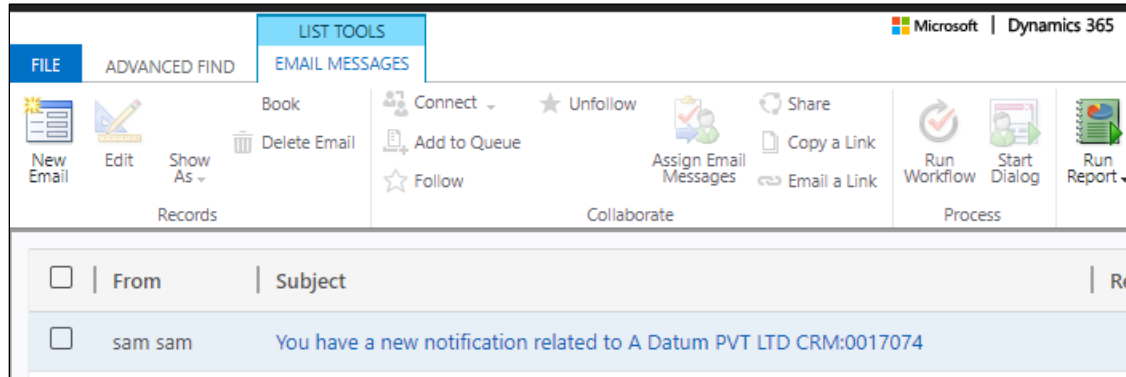 LIST TOOLS
Microsoft | Dynamics 365
FILE
ADVANCED FIND
EMAIL MESSAGES
New Email
Edit
Show As
Book
Delete Email
Connect
Add to Queue
Follow
Unfollow
Assign Email Messages
Share
Copy a Link
Email a Link
Run Workflow
Start Dialog
Run Report
Records
Collaborate
Process
From
Subject
sam sam
You have a new notification related to A Datum PVT LTD CRM:0017074